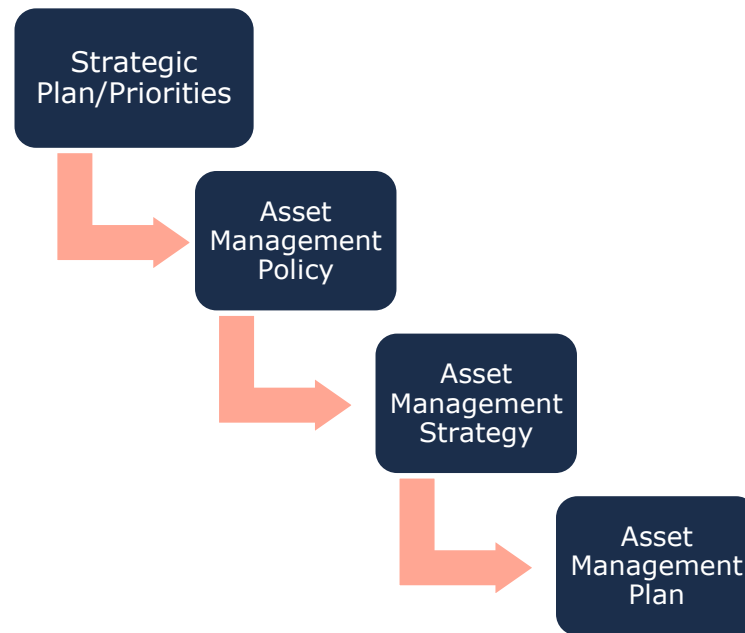 Strategic
Plan/Priorities
Asset
Management
Policy
Asset
Management
Strategy
Asset
Management
Plan